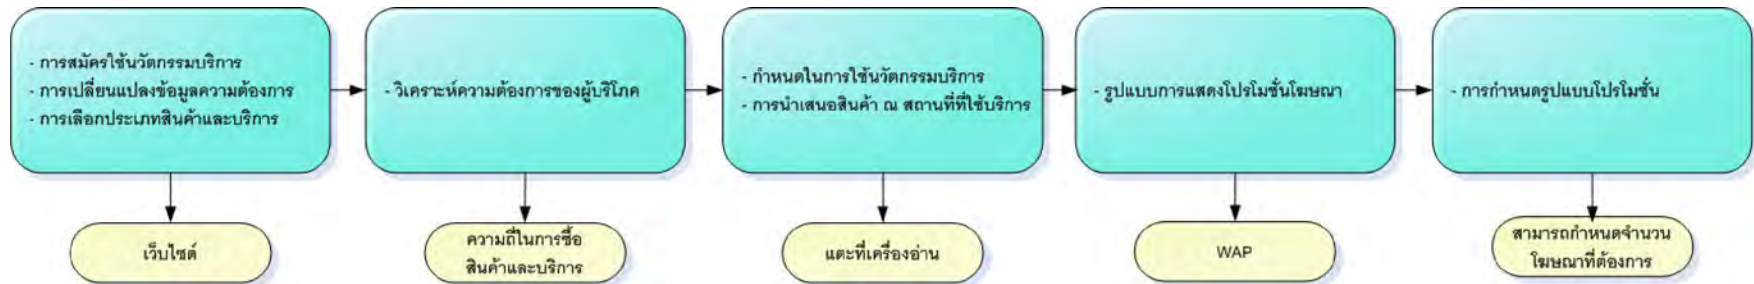 - การสมัครใช้นวัตกรรมบริการ
- การเปลี่ยนแปลงข้อมูลความต้องการ
- การเลือกประเภทสินค้าและบริการ
- วิเคราะห์ความต้องการของผู้บริโภค
- กำหนดในการใช้นวัตกรรมบริการ
- การนำเสนอสินค้า ณ สถานที่ที่ใช้บริการ
- รูปแบบการแสดงโปรโมชั่นโฆษณา
- การกำหนดรูปแบบโปรโมชั่น
เว็บไซต์
ความถี่ในการซื้อ
สินค้าและบริการ
แตะที่เครื่องอ่าน
WAP
สามารถกำหนดจำนวน
โฆษณาที่ต้องการ